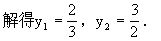 解得y₁ = 2/3, y₂ = 3/2.